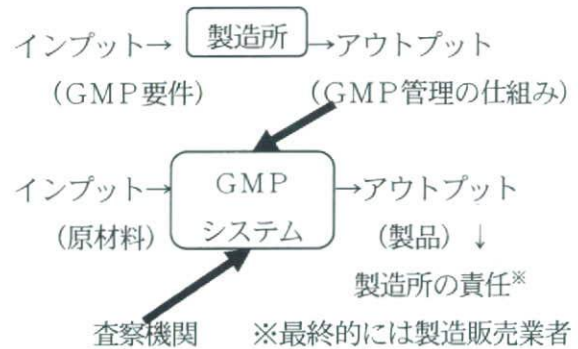 インプット→ 製造所 →アウトプット
(GMP要件) (GMP管理の仕組み)
インプット→ GMP →アウトプット
(原材料) システム (製品) ↓
製造所の責任※
査察機関 ※最終的には製造販売業者